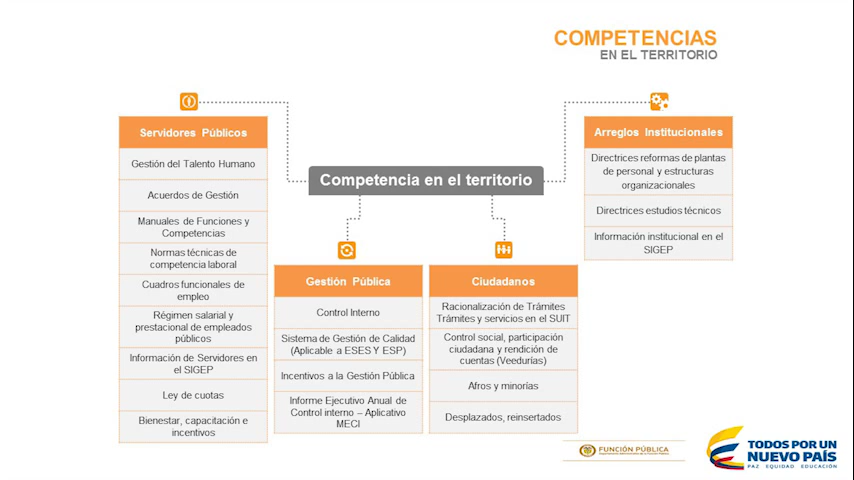 COMPETENCIAS
EN EL TERRITORIO
Competencia en el territorio
Servidores Públicos
Gestión del Talento Humano
Acuerdos de Gestión
Manuales de Funciones y
Competencias
Normas técnicas de
competencia laboral
Cuadros funcionales de
empleo
Régimen salarial y
prestacional de empleados
públicos
Información de Servidores en
el SIGEP
Ley de cuotas
Bienestar, capacitación e
incentivos
Gestión Pública
Control Interno
Sistema de Gestión de Calidad
(Aplicable a ESES Y ESP)
Incentivos a la Gestión Pública
Informe Ejecutivo Anual de
Control interno – Aplicativo
MECI
Ciudadanos
Racionalización de Trámites
Trámites y servicios en el SUIT
Control social, participación
ciudadana y rendición de
cuentas (Veedurías)
Afros y minorías
Desplazados, reinsertados
Arreglos Institucionales
Directrices reformas de plantas
de personal y estructuras
organizacionales
Directrices estudios técnicos
Información institucional en el
SIGEP
FUNCIÓN PÚBLICA
TODOS POR UN
NUEVO PAÍS
PAZ EQUIDAD EDUCACIÓN